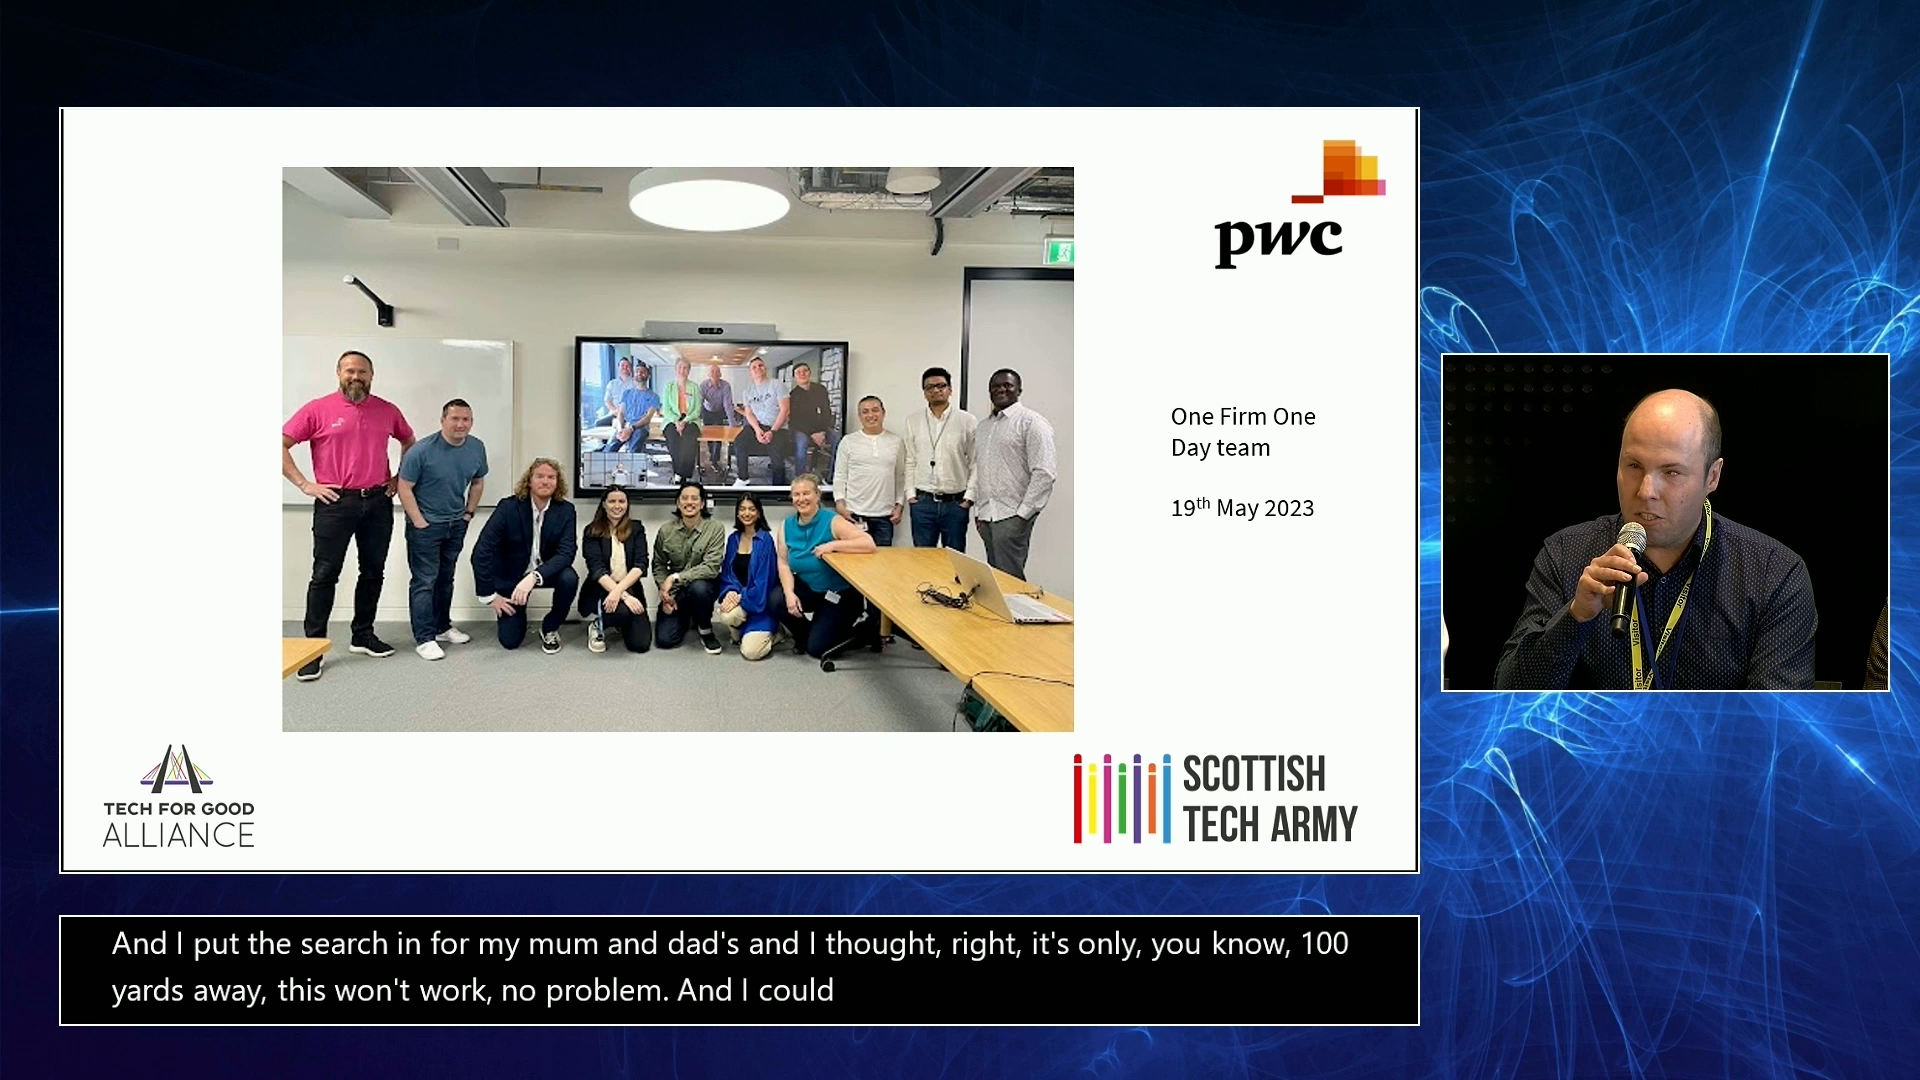 pwc
One Firm One
Day team
19th May 2023
TECH FOR GOOD
ALLIANCE
SCOTTISH
TECH ARMY
Visitor
Visitor
And I put the search in for my mum and dad's and I thought, right, it's only, you know, 100
yards away, this won't work, no problem. And I could